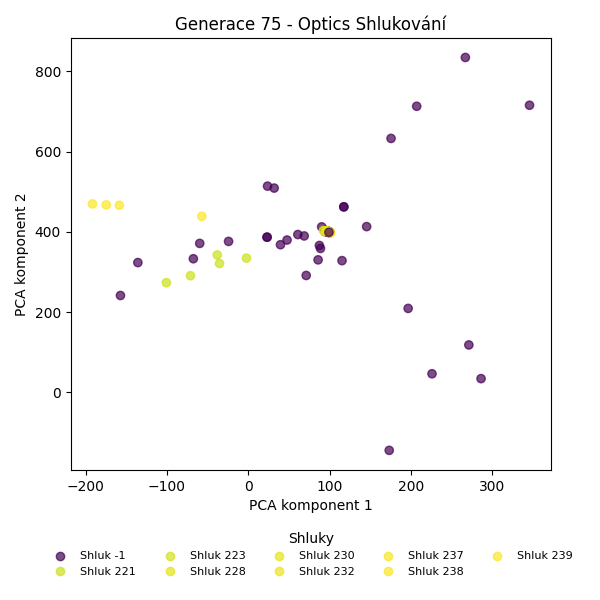 Generace 75 - Optics Shlukování
PCA komponent 2
800
600
400
200
0
−200
−100
0
100
200
300
PCA komponent 1
Shluky
Shluk -1
Shluk 223
Shluk 230
Shluk 237
Shluk 239
Shluk 221
Shluk 228
Shluk 232
Shluk 238